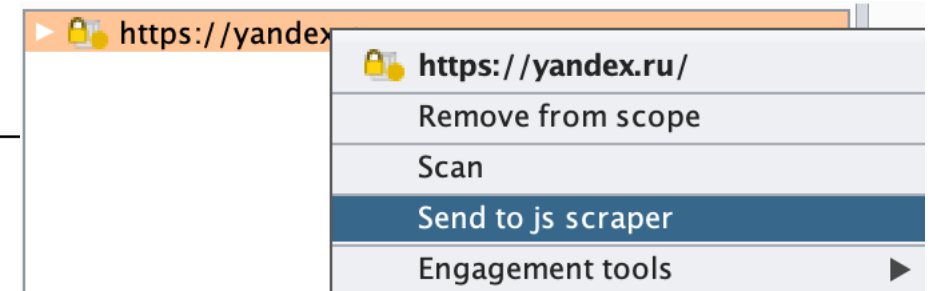 https://yandex
https://yandex.ru/
Remove from scope
Scan
Send to js scraper
Engagement tools